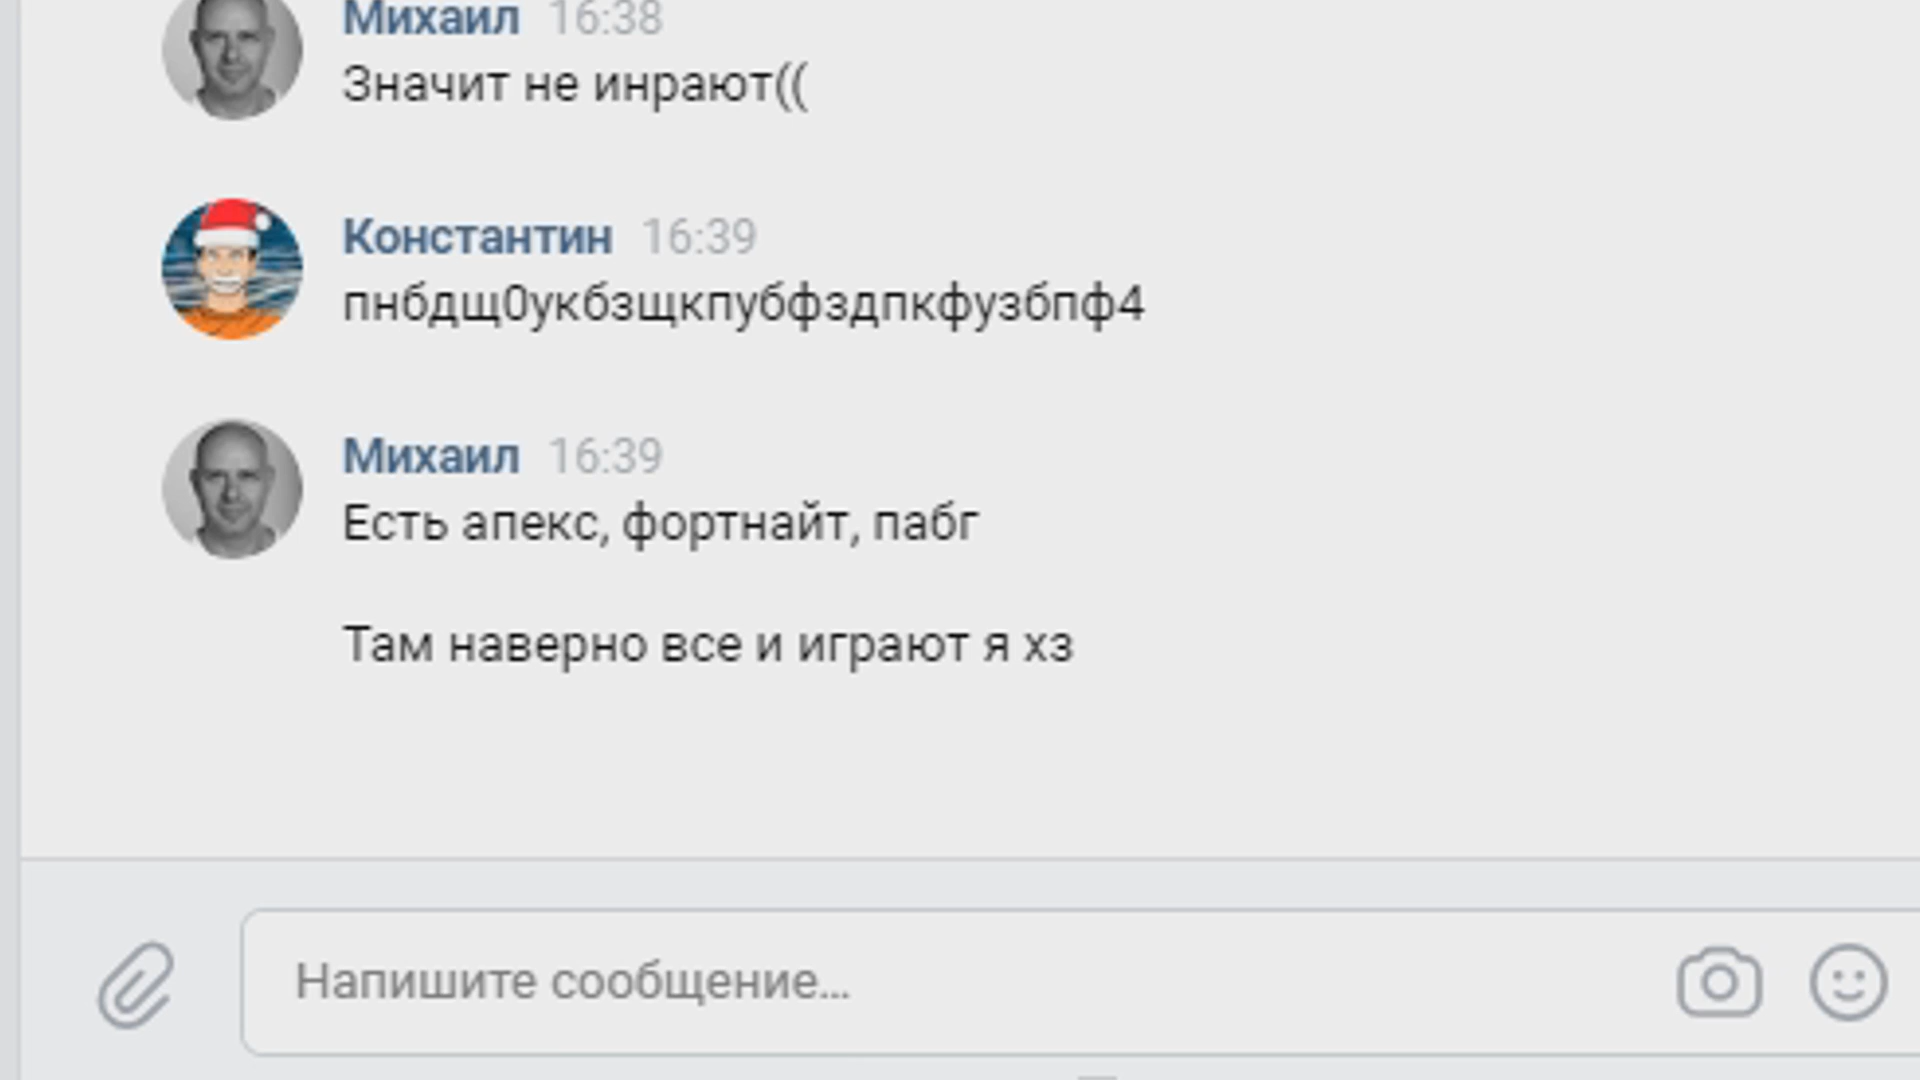 Михаил 16:38
Значит не инрают((
Константин 16:39
пнбдщ0укбзщкпубфздпкфузбпф4
Михаил 16:39
Есть апекс, фортнайт, пабг
Там наверно все и играют я хз
Напишите сообщение...